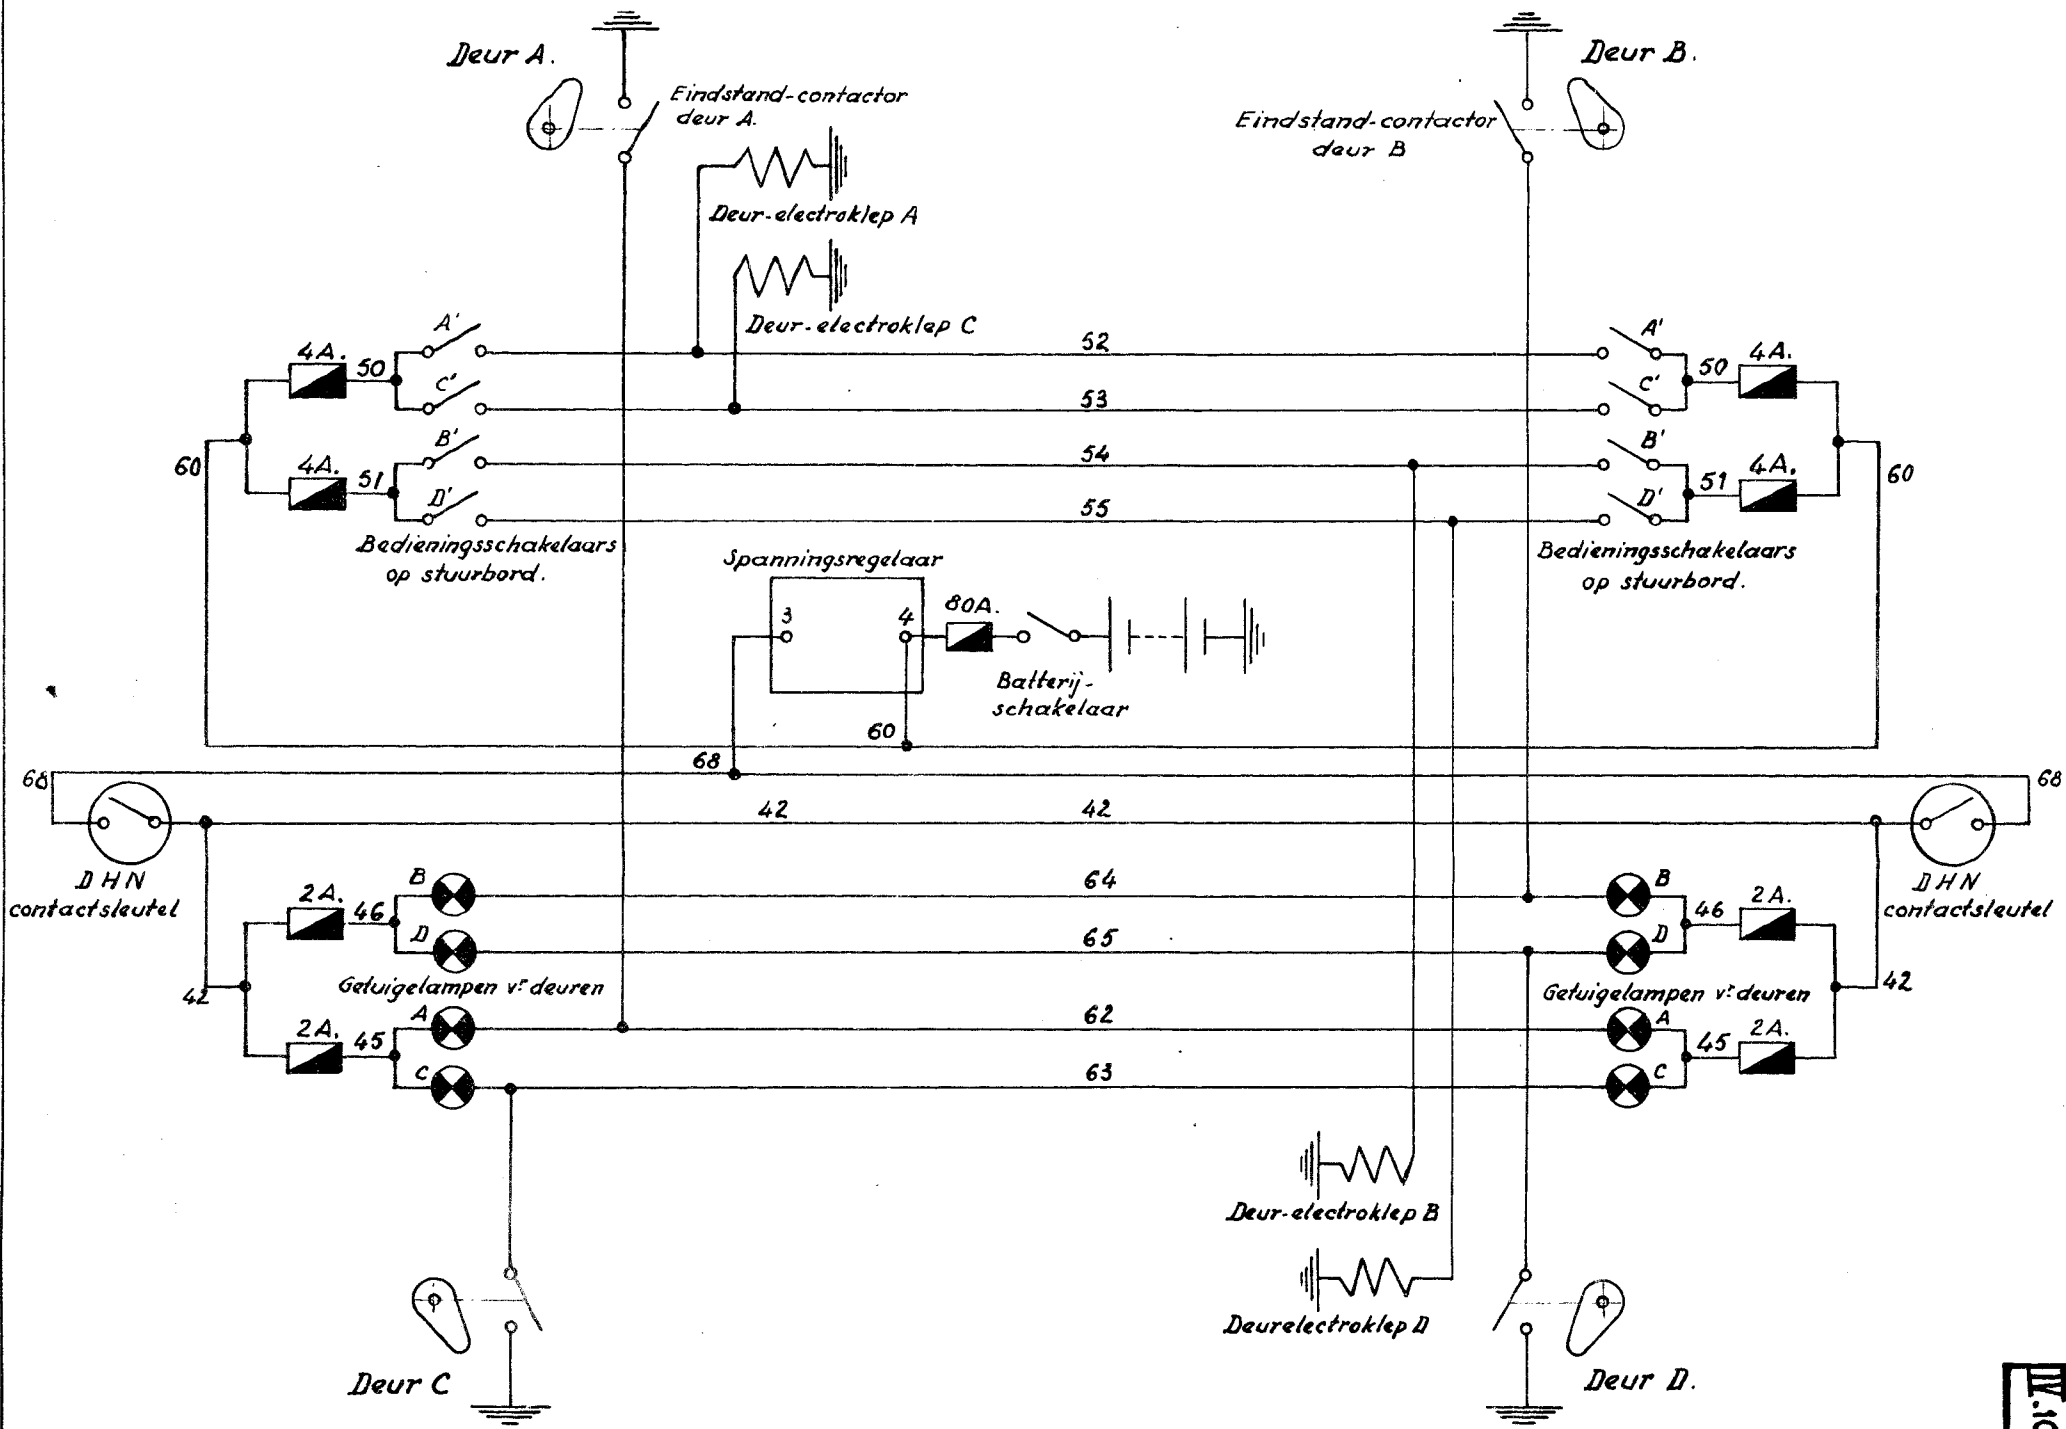 Deur A.
Deur B.
Eindstand-contactor
deur A.
Eindstand-contactor
deur B
Deur-electroklep A
Deur-electroklep C
A'
52
A'
4A.
50
50
4A.
C'
53
C'
B'
54
B'
60
4A.
51
51
4A.
60
D'
55
D'
Bedieningsschakelaars
op stuurbord.
Bedieningsschakelaars
op stuurbord.
Spanningsregelaar
3
4
80A.
Batterij-
schakelaar
60
68
68
68
42
42
DHN
contactsleutel
DHN
contactsleutel
B
64
B
2A.
46
46
2A.
D
65
D
Getuigelampen vr deuren
Getuigelampen vr deuren
42
42
A
62
A
2A.
45
45
2A.
C
63
C
Deur-electroklep B
Deurelectroklep D
Deur C
Deur D.